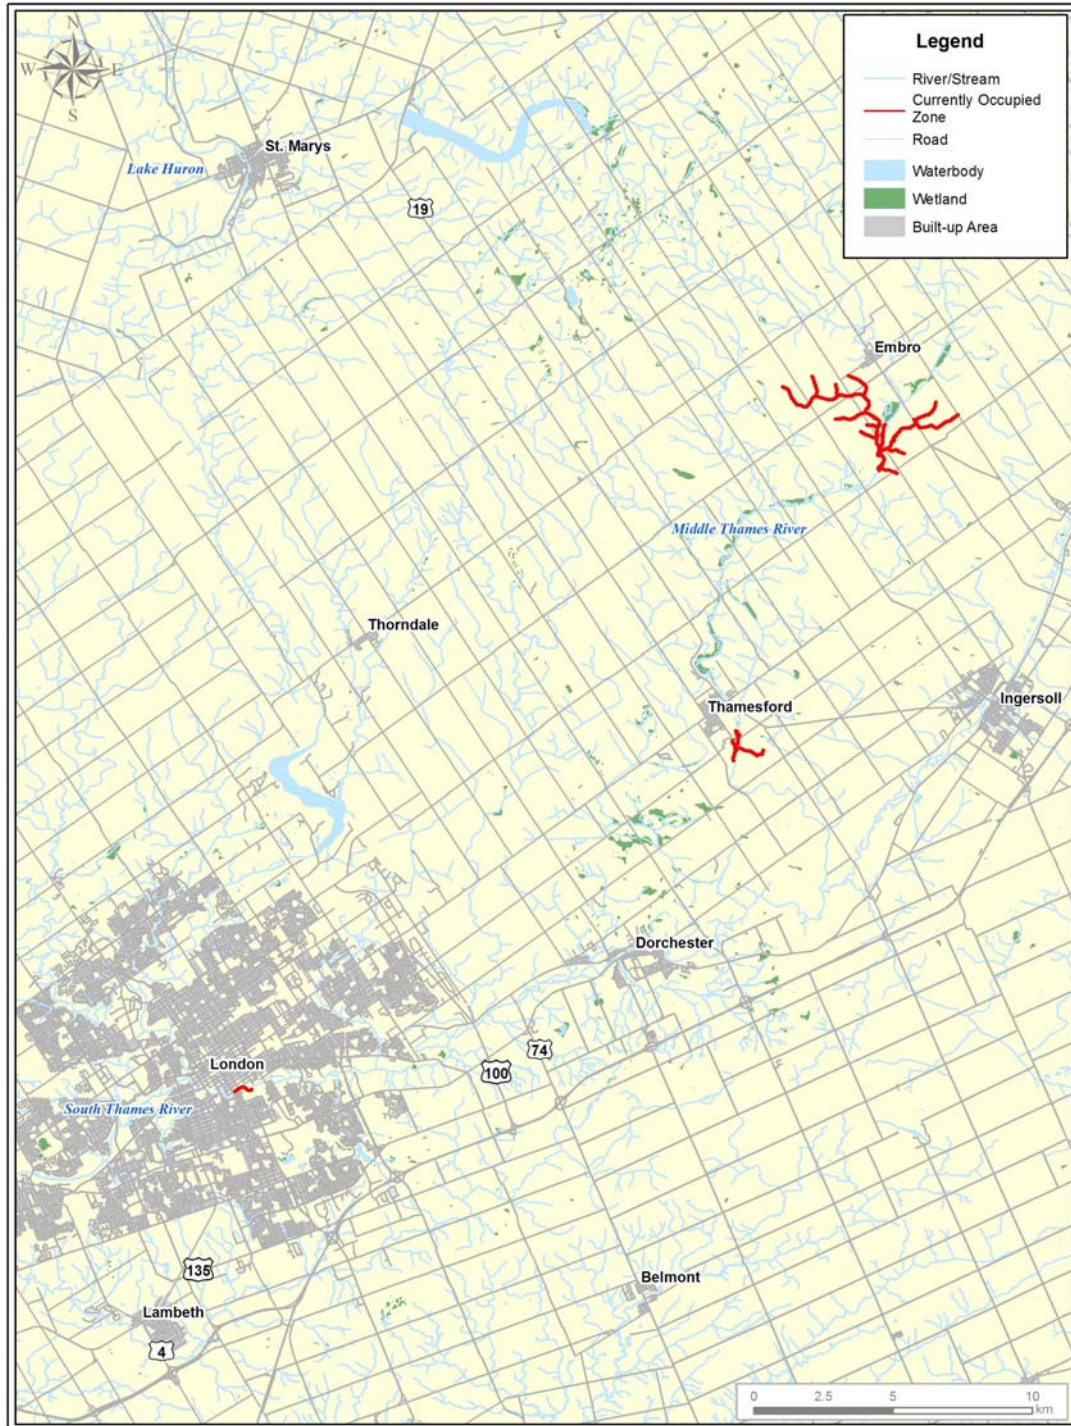 N
W E
S
Legend
River/Stream
Currently Occupied
Zone
Road
Waterbody
Wetland
Built-up Area
St. Marys
Lake Huron
19
Embro
Middle Thames River
Thorndale
Thamesford
Ingersoll
Dorchester
74
100
London
South Thames River
135
Belmont
Lambeth
4
0 2.5 5 10
km